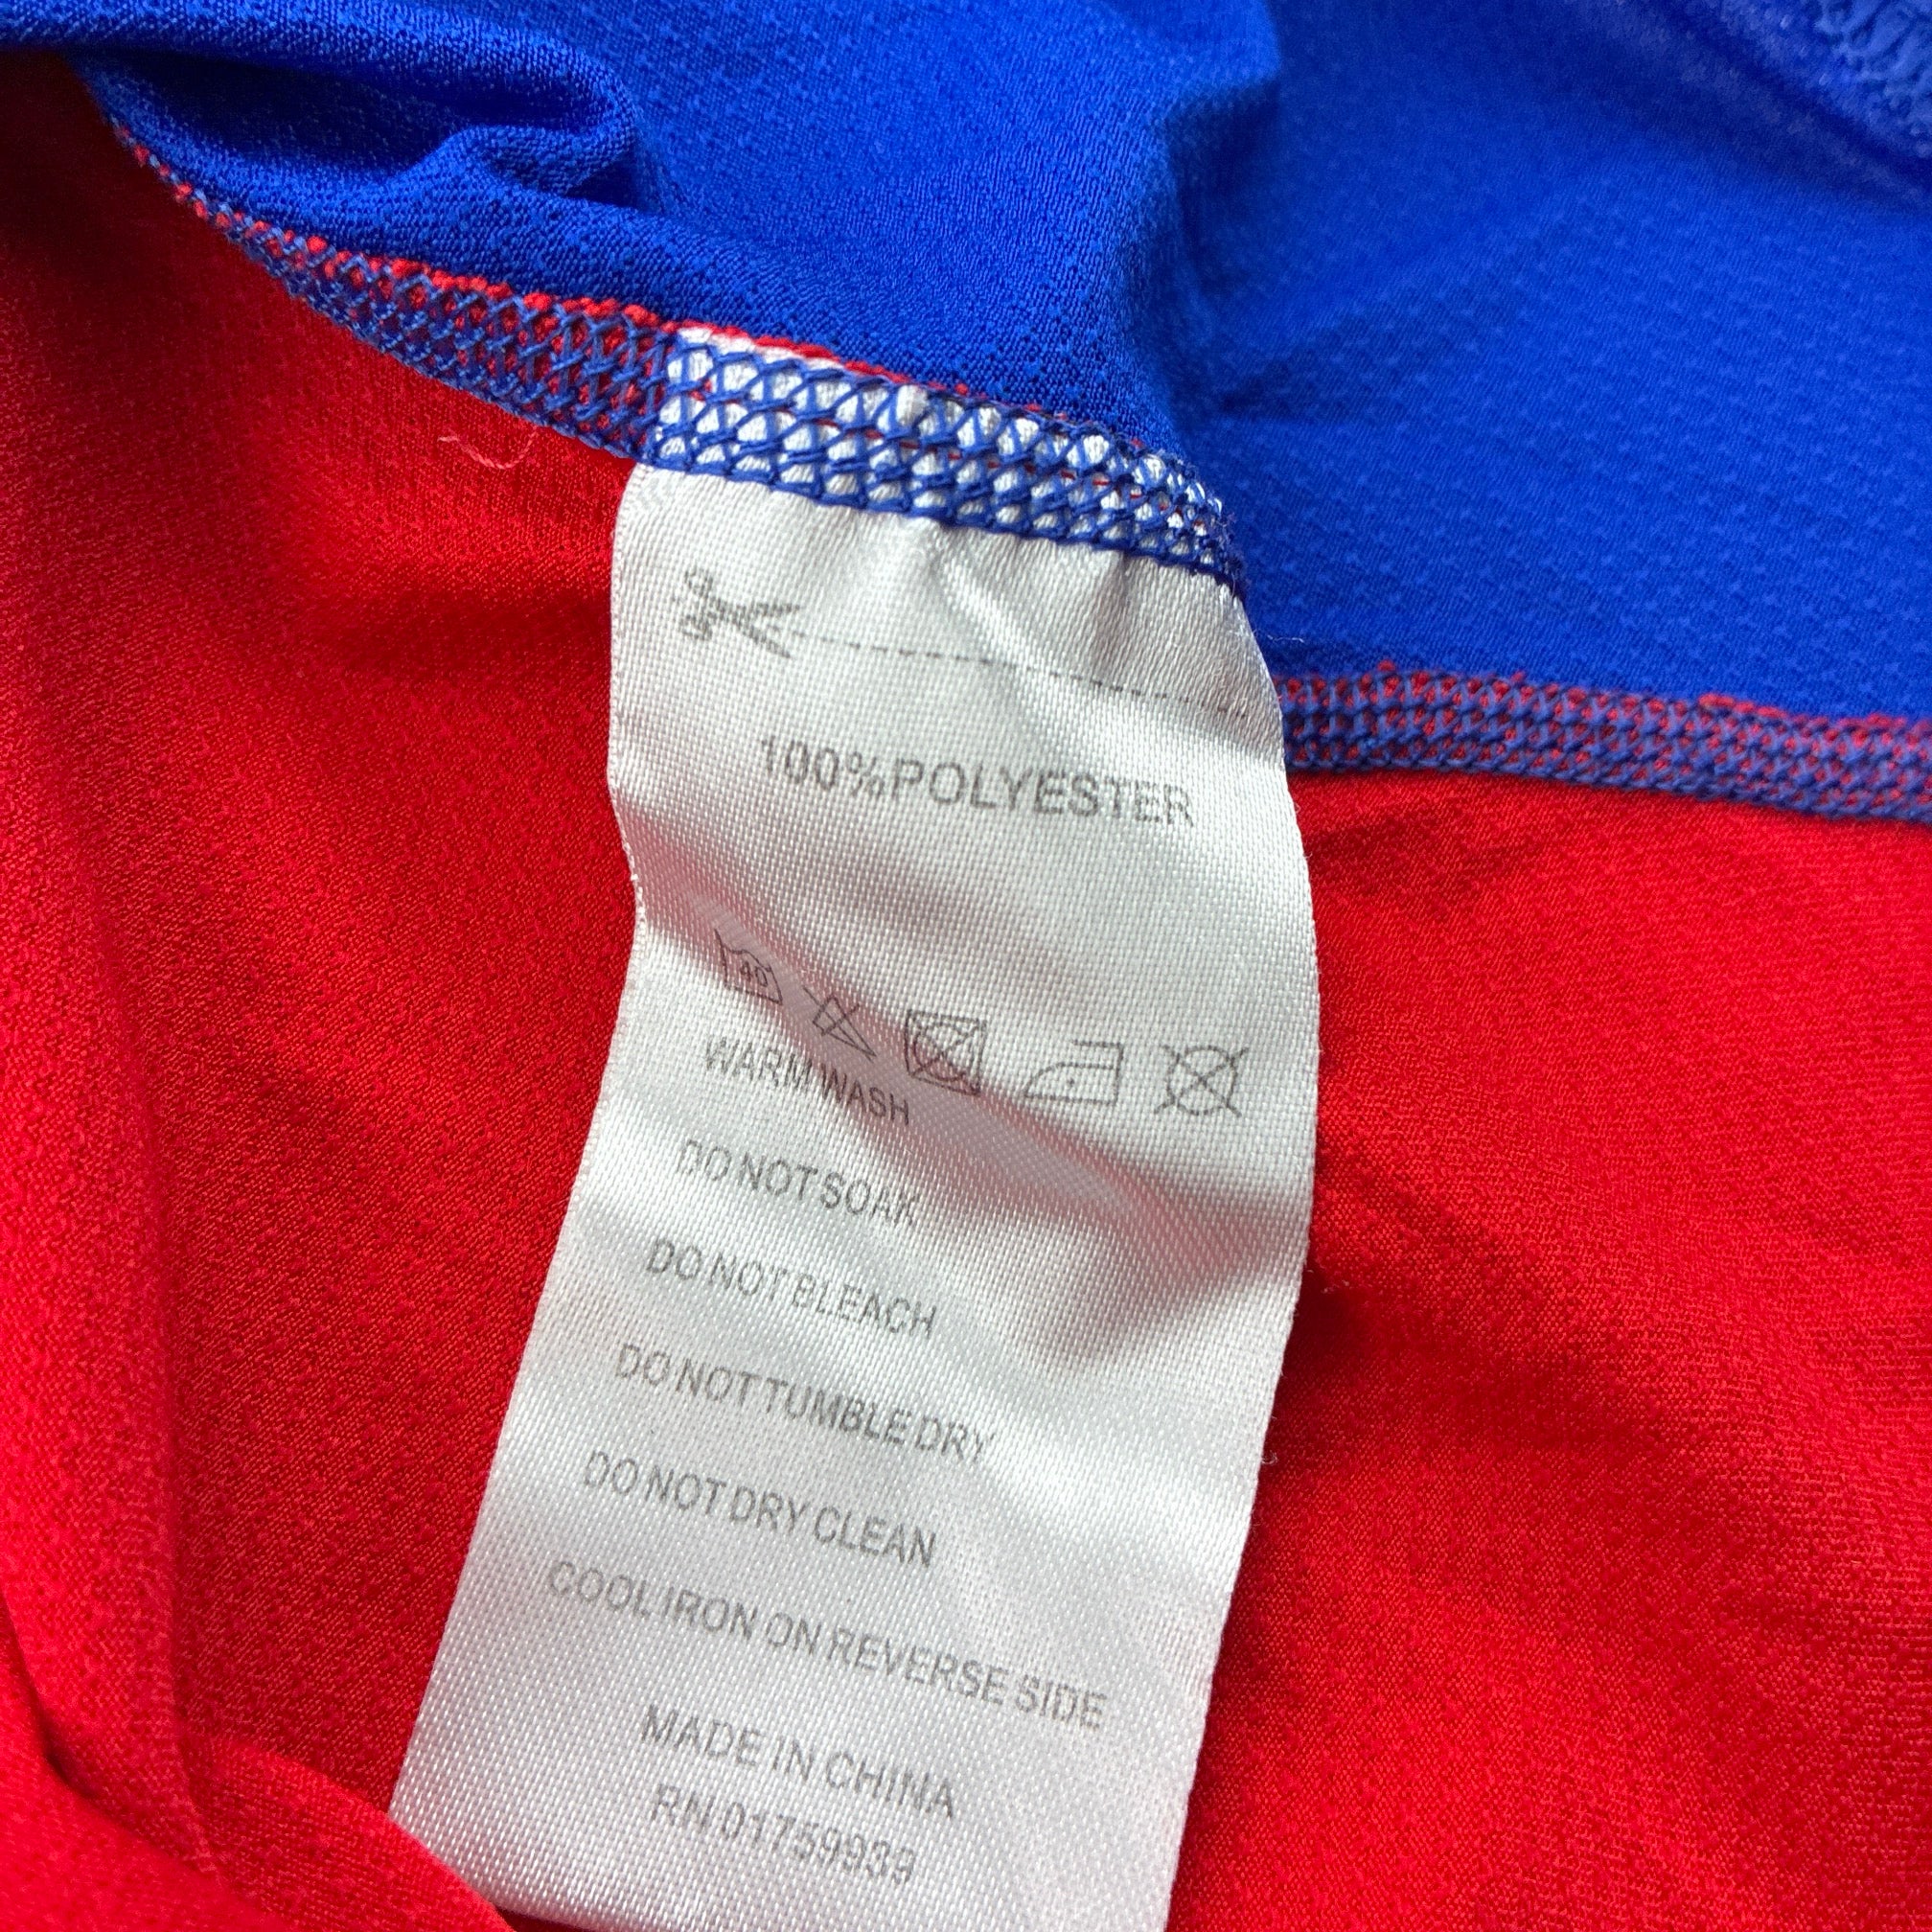 100%POLYESTER
40
WARM WASH
DO NOT SOAK
DO NOT BLEACH
DO NOT TUMBLE DRY
DO NOT DRY CLEAN
COOL IRON ON REVERSE SIDE
MADE IN CHINA
RN 01759939